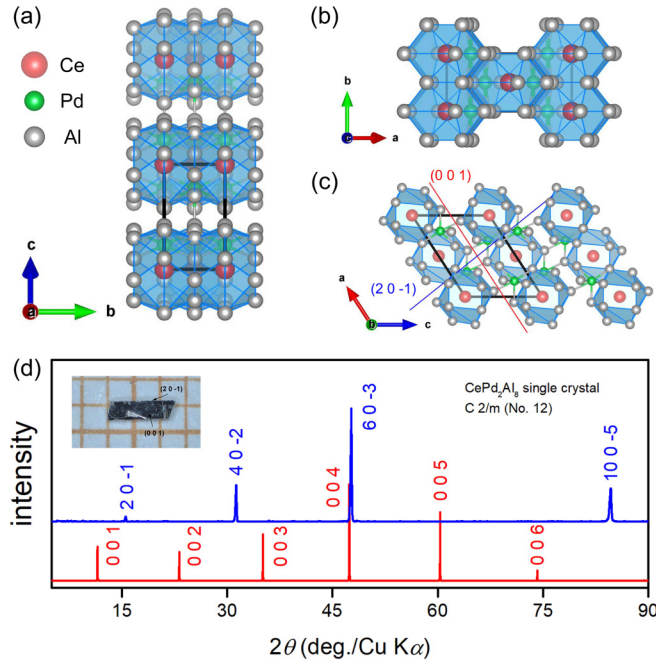 (a)
Ce
Pd
Al
c
a
b
(b)
b
c
a
(c)
(0 0 1)
(2 0 -1)
a
b
c
(d)
(2 0 -1)
(0 0 1)
CePd₂Al₈ single crystal
C 2/m (No. 12)
intensity
2 0 -1
4 0 -2
6 0 -3
10 0 -5
0 0 1
0 0 2
0 0 3
0 0 4
0 0 5
0 0 6
15
30
45
60
75
90
2θ (deg./Cu Kα)